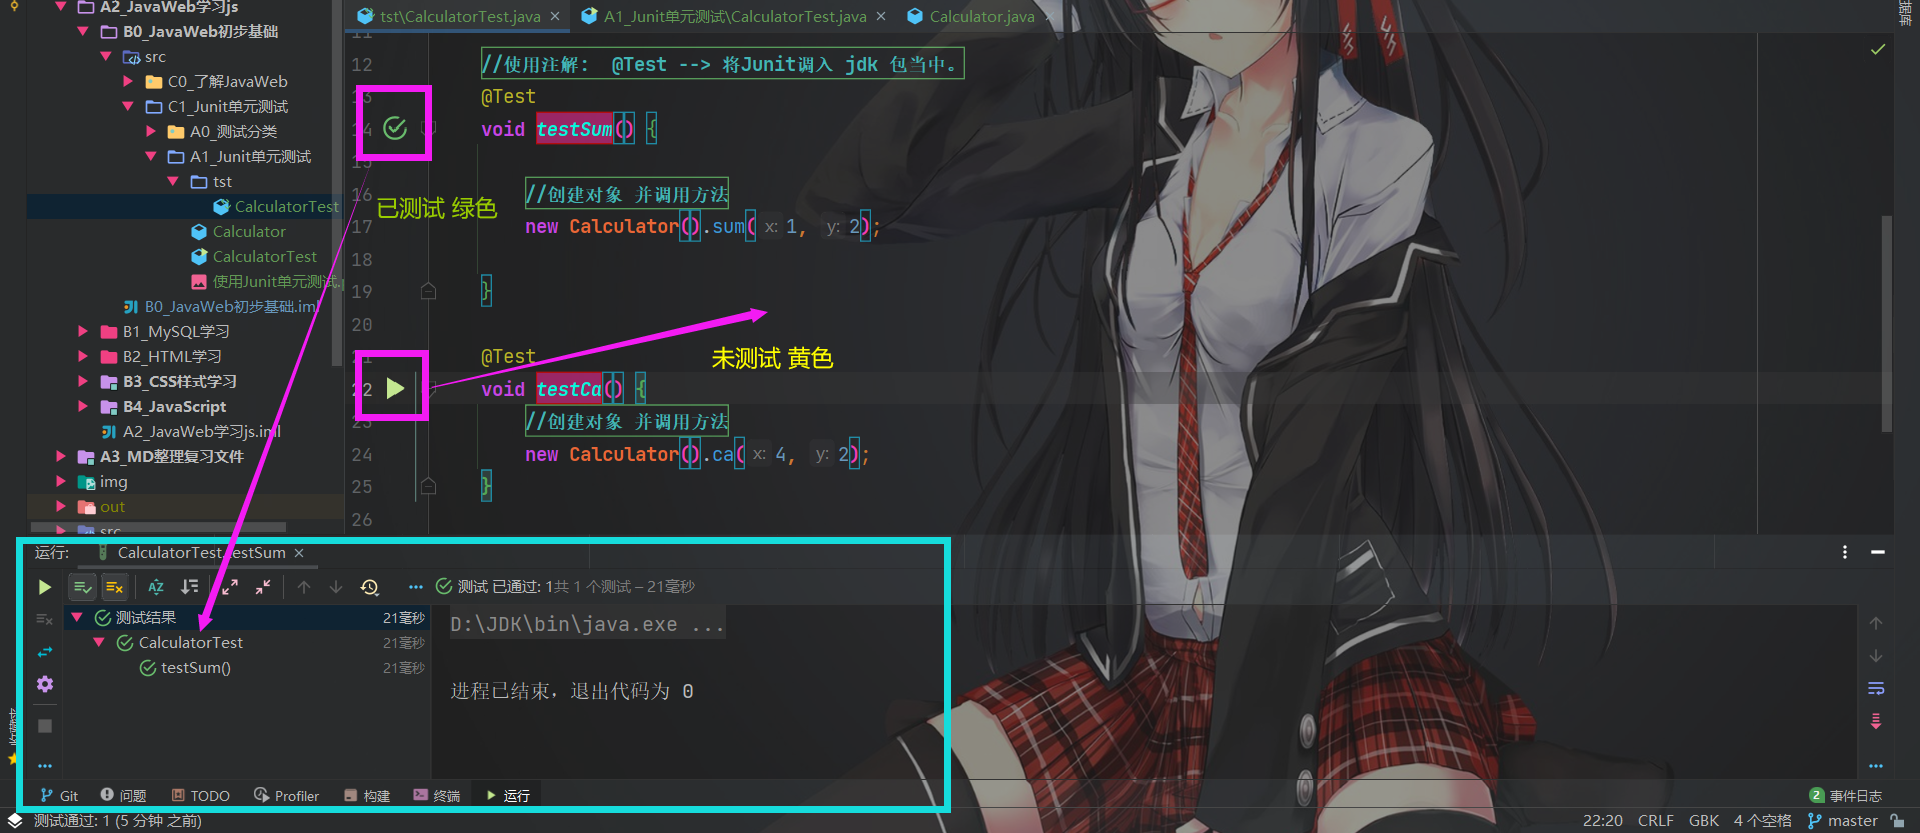 A2_JavaWeb学习js
B0_JavaWeb初步基础
src
C0_了解JavaWeb
C1_Junit单元测试
A0_测试分类
A1_Junit单元测试
tst
CalculatorTest
Calculator
CalculatorTest
使用Junit单元测试.
B0_JavaWeb初步基础.iml
B1_MySQL学习
B2_HTML学习
B3_CSS样式学习
B4_JavaScript
A2_JavaWeb学习js.iml
A3_MD整理复习文件
img
out
src
tst\CalculatorTest.java
A1_Junit单元测试\CalculatorTest.java
Calculator.java
11
12 //使用注解: @Test --> 将Junit调入 jdk 包当中。
13 @Test
14 void testSum() {
15
16 //创建对象 并调用方法
17 new Calculator().sum( x: 1, y: 2);
18
19 }
20
21 @Test
22 void testCa() {
23 //创建对象 并调用方法
24 new Calculator().ca( x: 4, y: 2);
25 }
26
已测试 绿色
未测试 黄色
运行: CalculatorTest.testSum
测试 已通过: 1共 1 个测试 – 21毫秒
测试结果 21毫秒
CalculatorTest 21毫秒
testSum() 21毫秒
D:\JDK\bin\java.exe ...
进程已结束，退出代码为 0
Git 问题 TODO Profiler 构建 终端 运行
2 事件日志
测试通过: 1 (5 分钟 之前)
22:20 CRLF GBK 4 个空格 master